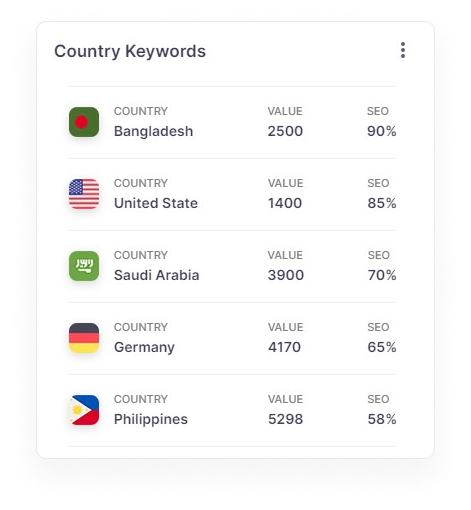 Country Keywords
COUNTRY VALUE SEO
Bangladesh 2500 90%
COUNTRY VALUE SEO
United State 1400 85%
COUNTRY VALUE SEO
Saudi Arabia 3900 70%
COUNTRY VALUE SEO
Germany 4170 65%
COUNTRY VALUE SEO
Philippines 5298 58%